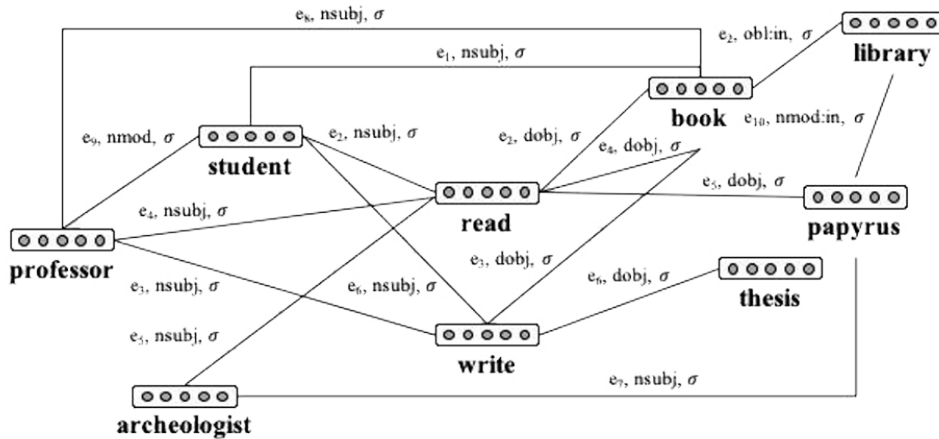 e₈, nsubj, σ
e₁, nsubj, σ
e₂, obl:in, σ
library
book
e₁₀, nmod:in, σ
e₉, nmod, σ
student
e₂, nsubj, σ
e₂, dobj, σ
e₄, dobj, σ
e₅, dobj, σ
read
papyrus
e₄, nsubj, σ
professor
e₃, nsubj, σ
e₆, nsubj, σ
e₃, dobj, σ
e₆, dobj, σ
thesis
e₅, nsubj, σ
write
e₇, nsubj, σ
archeologist